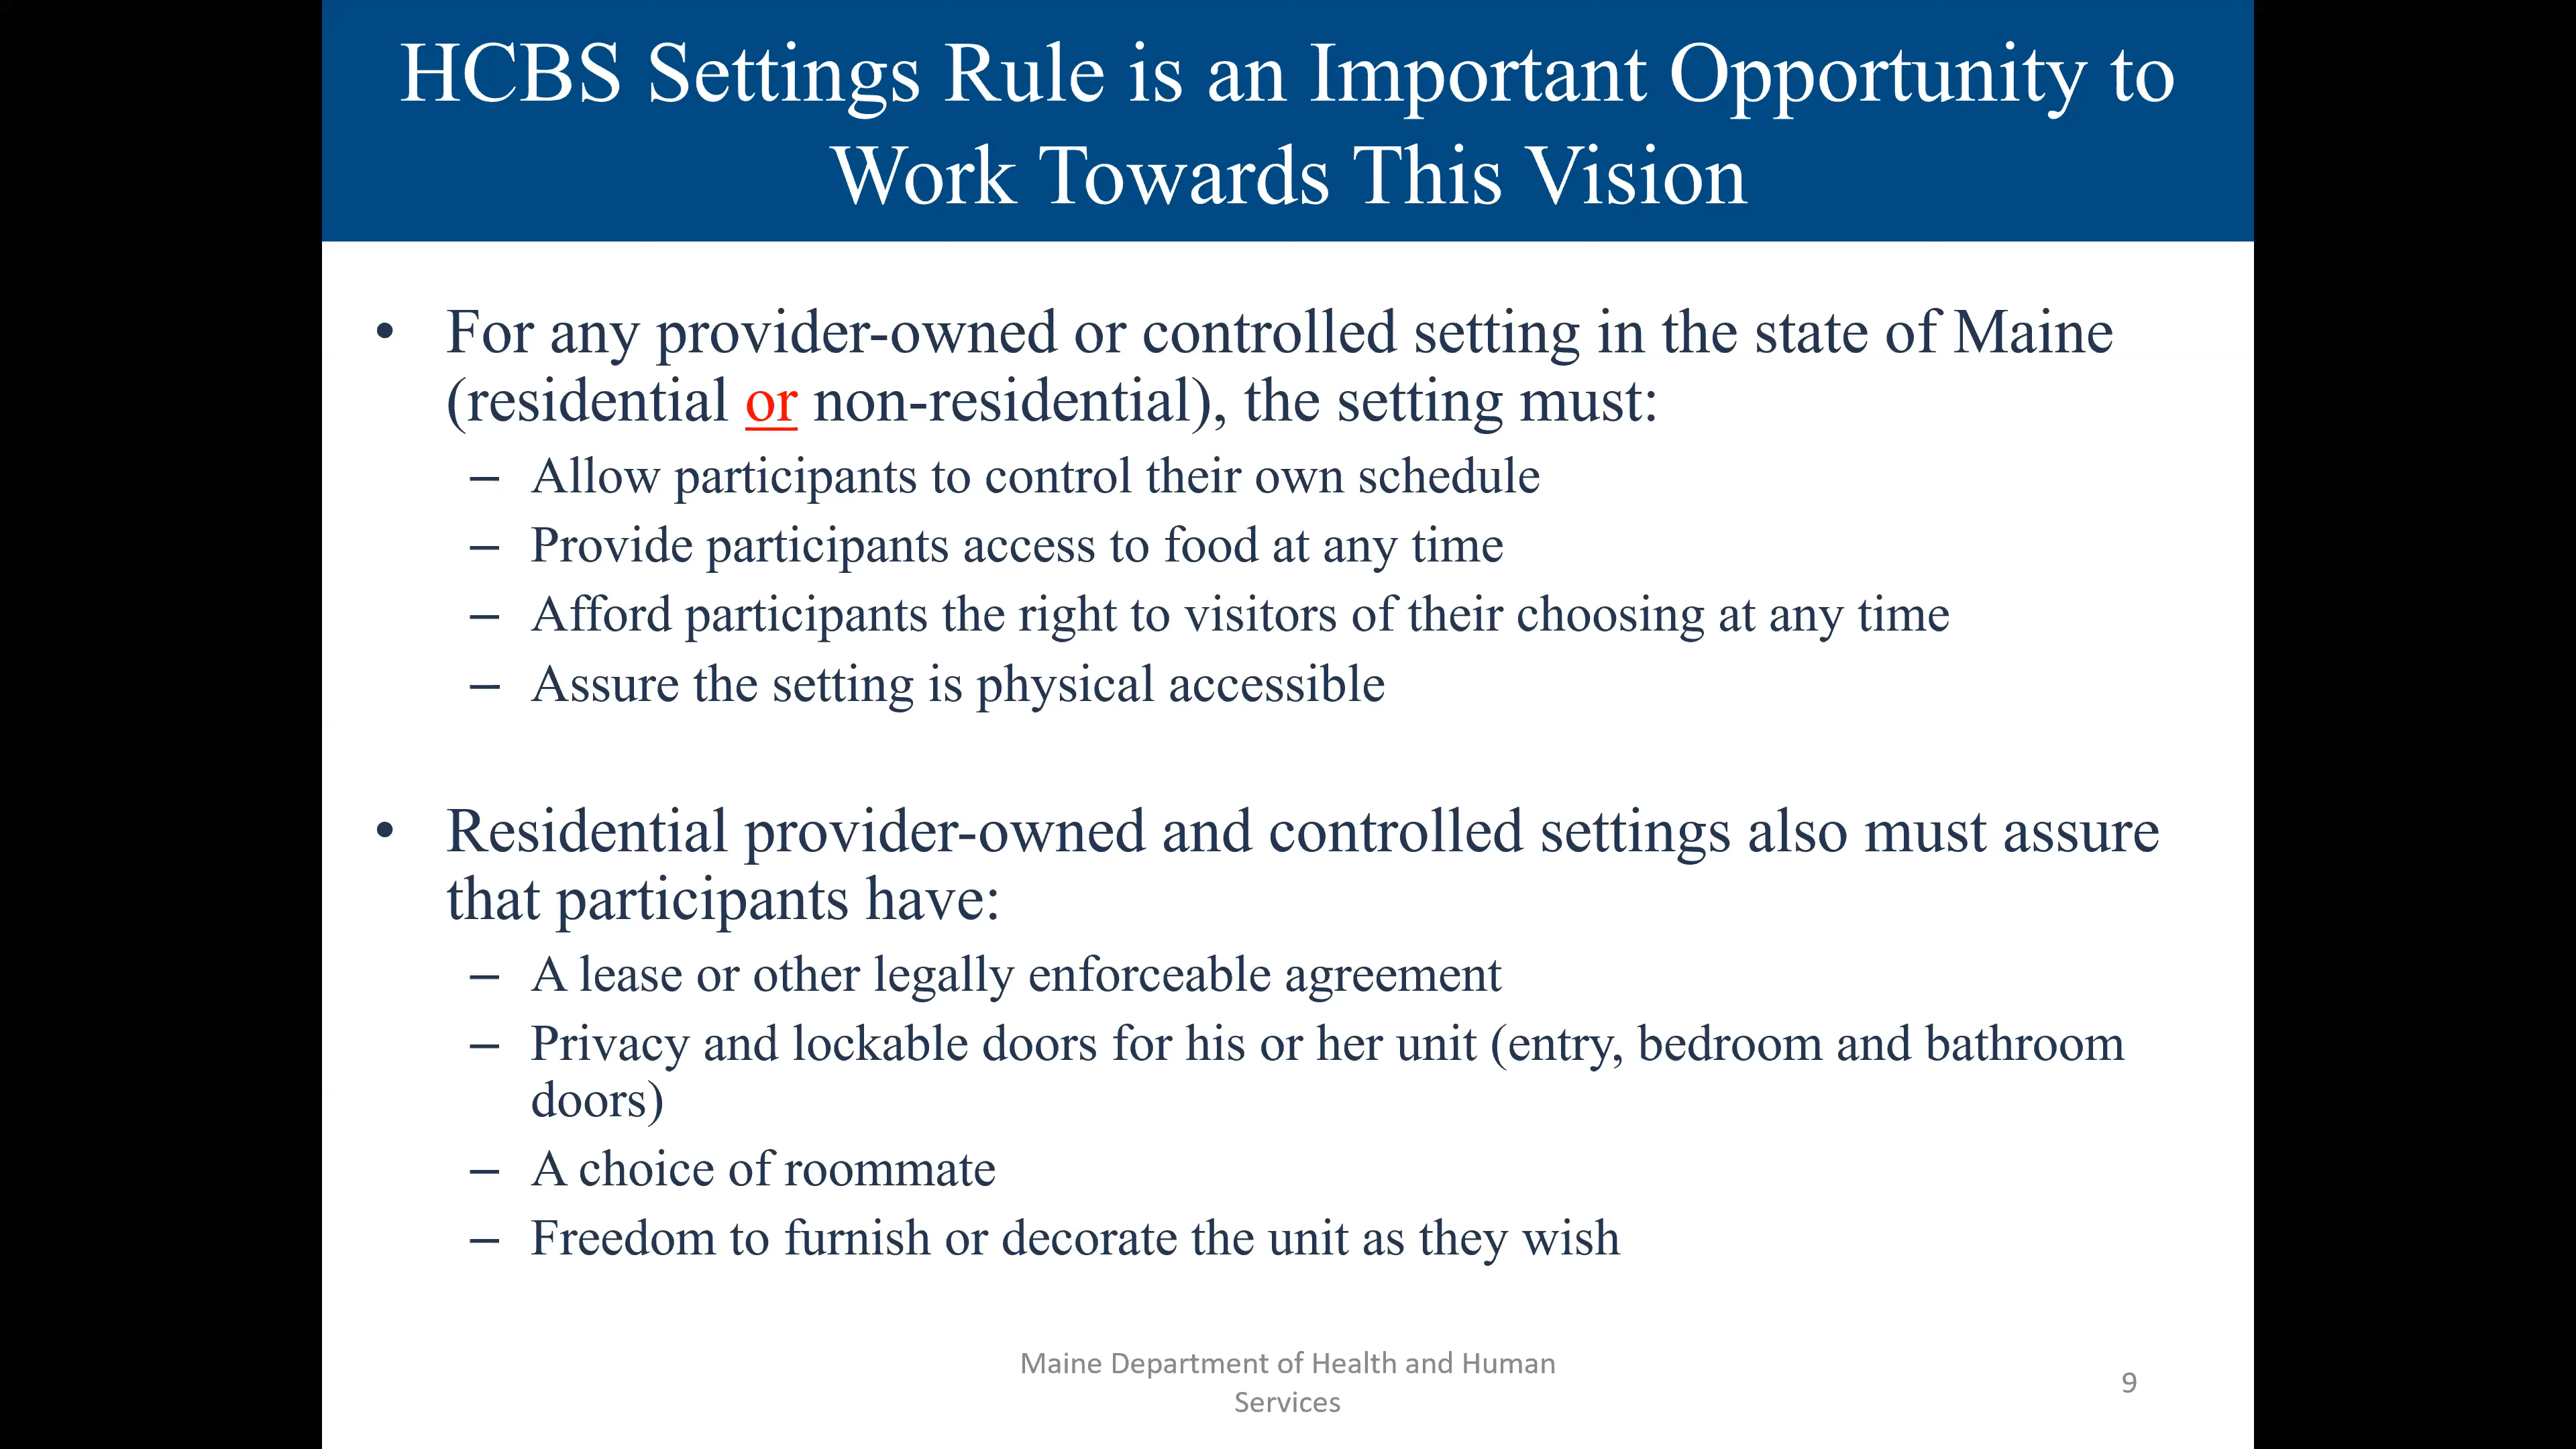 HCBS Settings Rule is an Important Opportunity to
Work Towards This Vision
• For any provider-owned or controlled setting in the state of Maine
(residential or non-residential), the setting must:
– Allow participants to control their own schedule
– Provide participants access to food at any time
– Afford participants the right to visitors of their choosing at any time
– Assure the setting is physical accessible
• Residential provider-owned and controlled settings also must assure
that participants have:
– A lease or other legally enforceable agreement
– Privacy and lockable doors for his or her unit (entry, bedroom and bathroom
doors)
– A choice of roommate
– Freedom to furnish or decorate the unit as they wish
Maine Department of Health and Human
Services
9